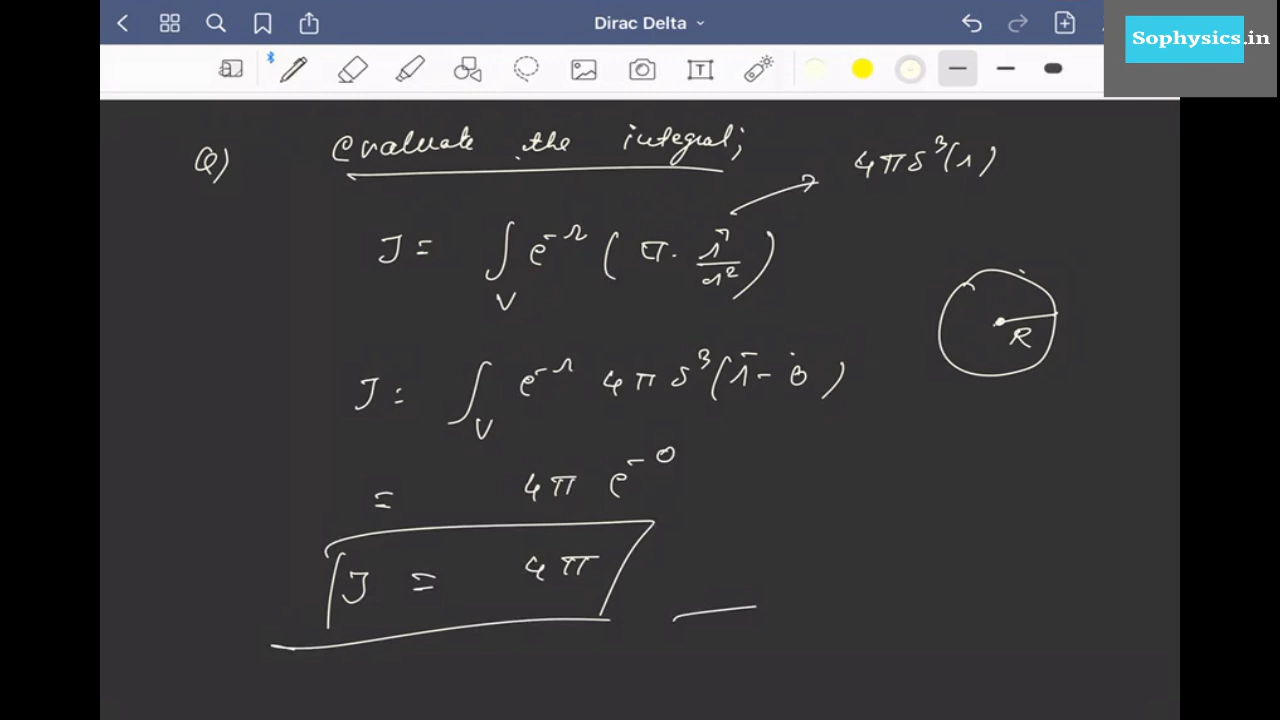 Dirac Delta
Sophysics.in
T
Q) evaluate the integral;
4πδ³(r)
J = ∫_V e^{-r} (∇· r̂/r²)
R
J = ∫_V e^{-r} 4π δ³(r̄ - 0)
= 4π e^{-0}
J = 4π